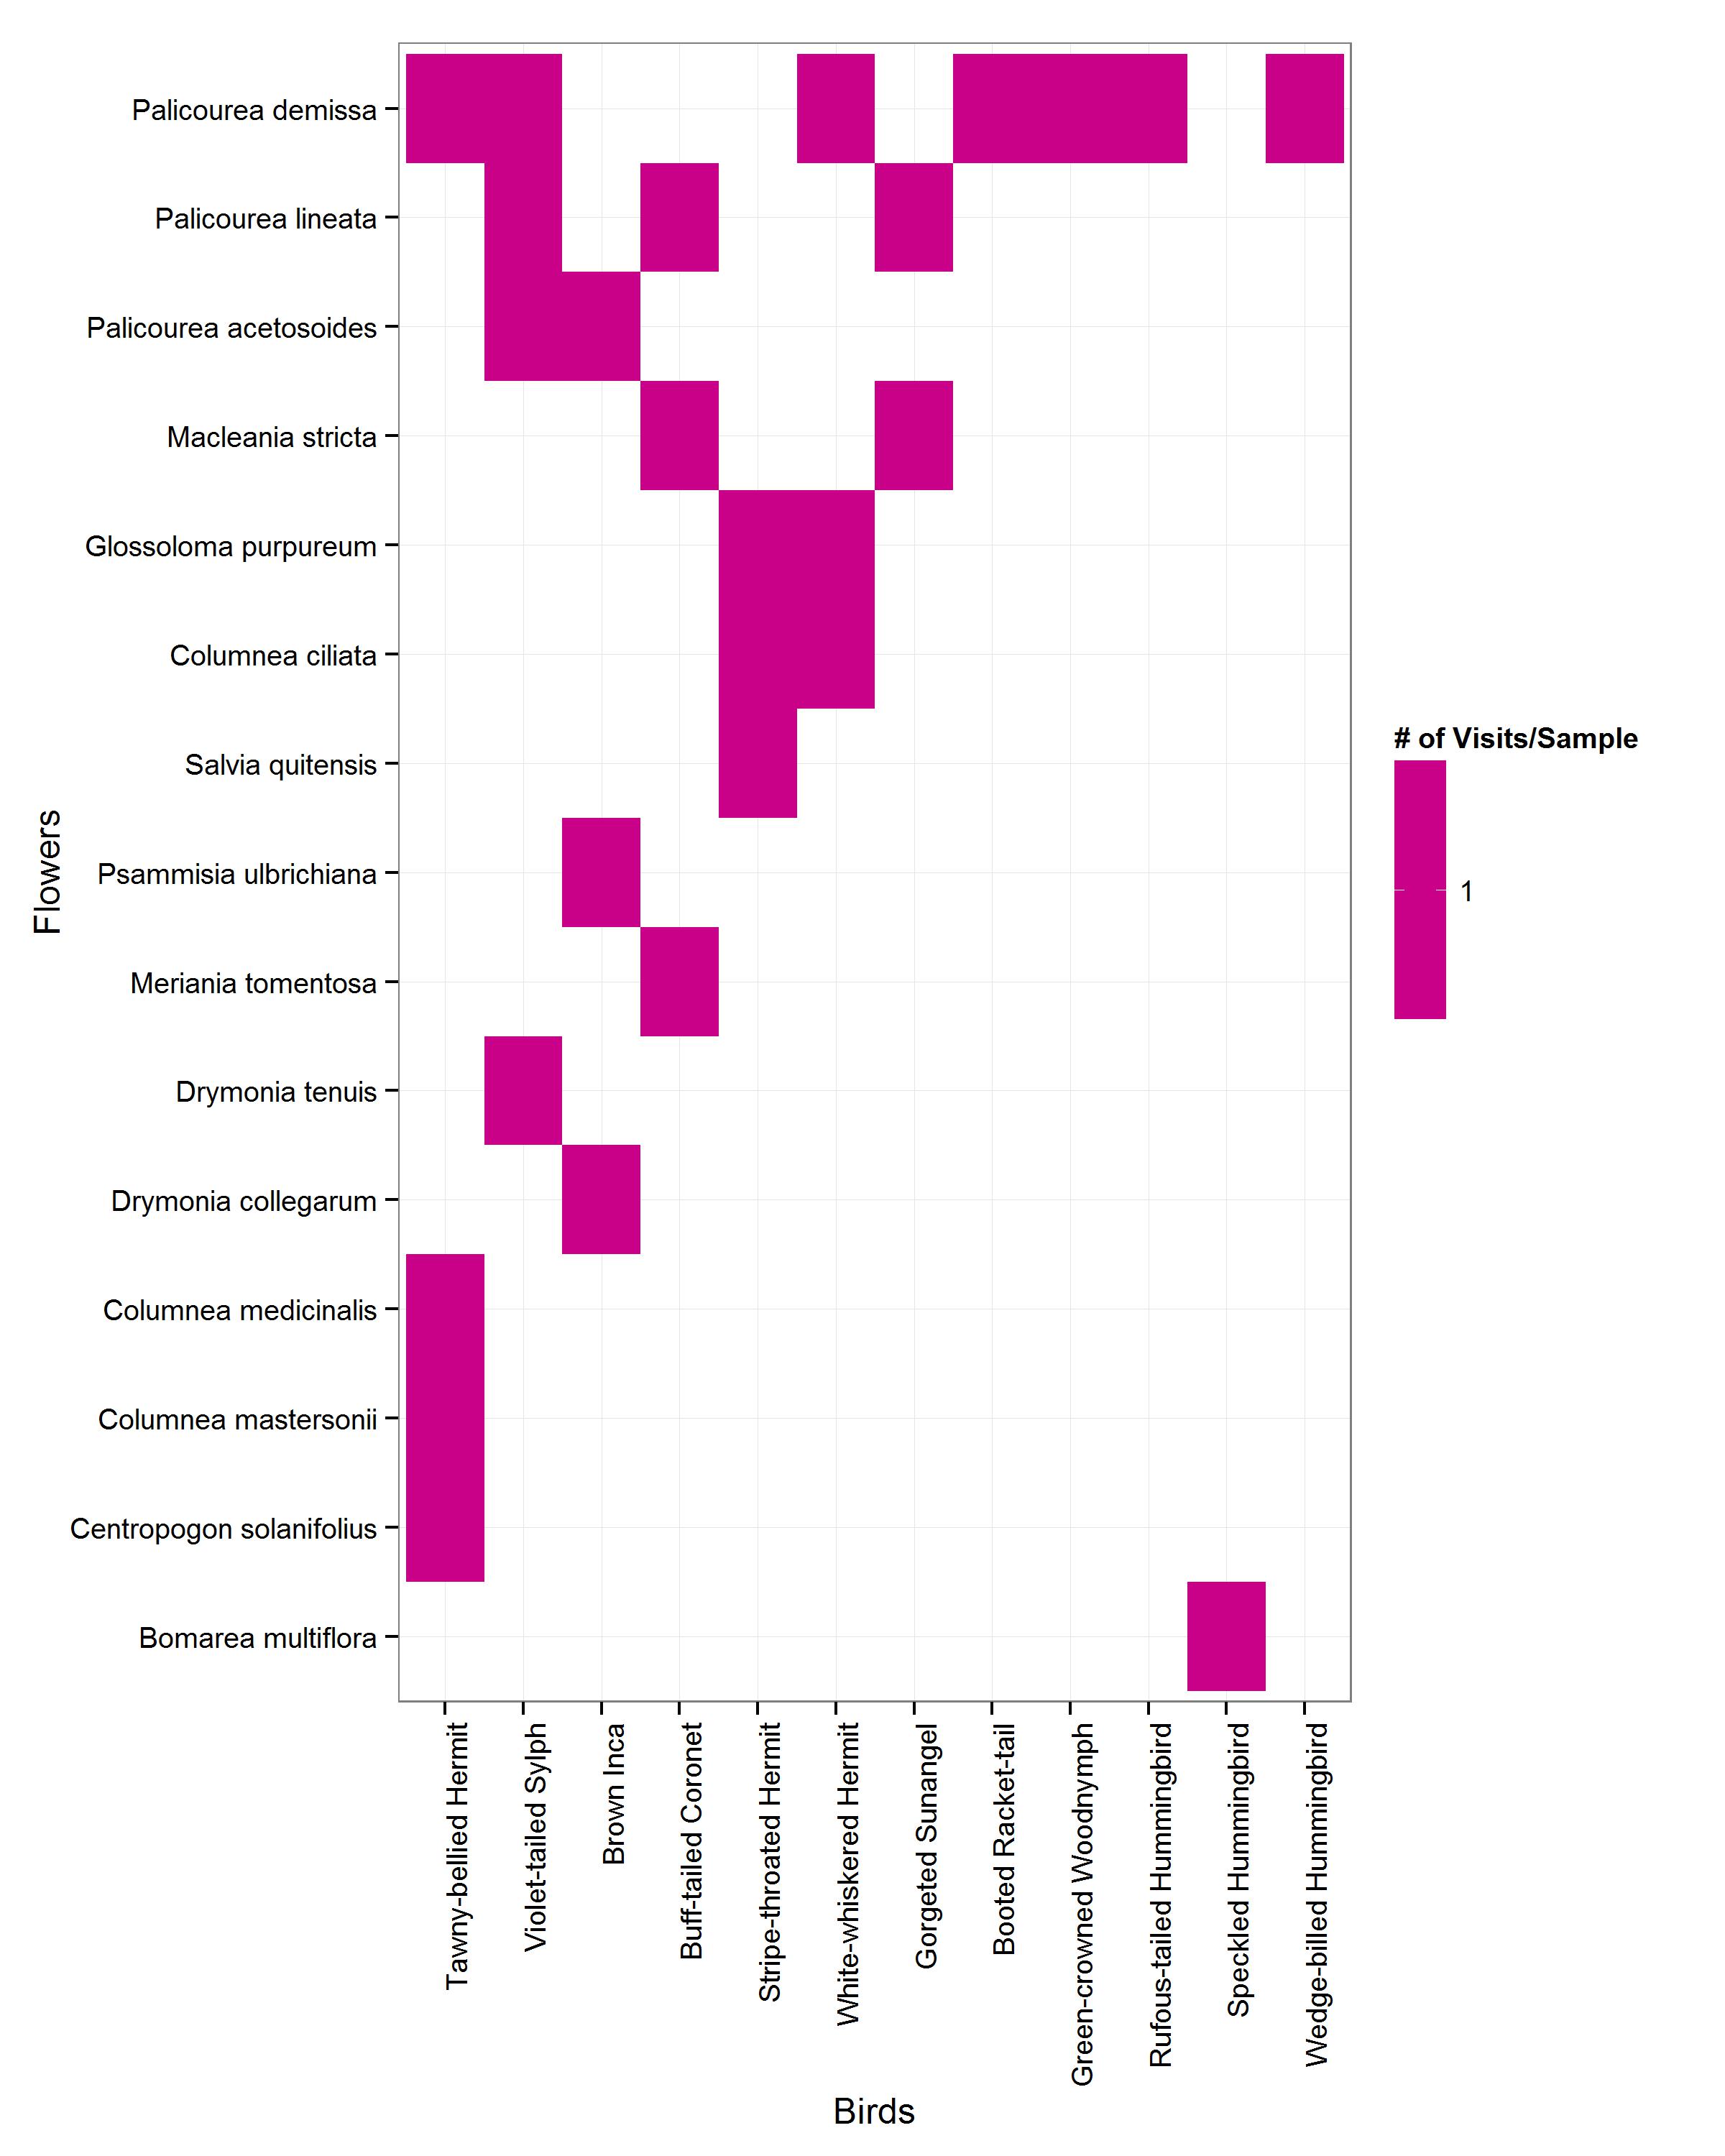 Palicourea demissa
Palicourea lineata
Palicourea acetosoides
Macleania stricta
Glossoloma purpureum
Columnea ciliata
Salvia quitensis
Psammisia ulbrichiana
Meriania tomentosa
Drymonia tenuis
Drymonia collegarum
Columnea medicinalis
Columnea mastersonii
Centropogon solanifolius
Bomarea multiflora
Flowers
Tawny-bellied Hermit
Violet-tailed Sylph
Brown Inca
Buff-tailed Coronet
Stripe-throated Hermit
White-whiskered Hermit
Gorgeted Sunangel
Booted Racket-tail
Green-crowned Woodnymph
Rufous-tailed Hummingbird
Speckled Hummingbird
Wedge-billed Hummingbird
Birds
# of Visits/Sample
1